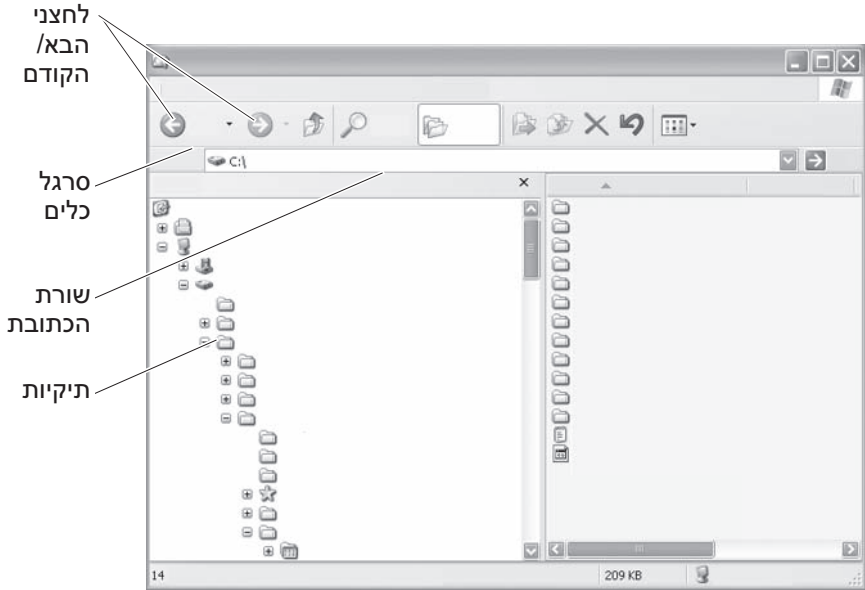 לחצני
הבא/
הקודם
C:\
סרגל
כלים
שורת
הכתובת
תיקיות
14
209 KB